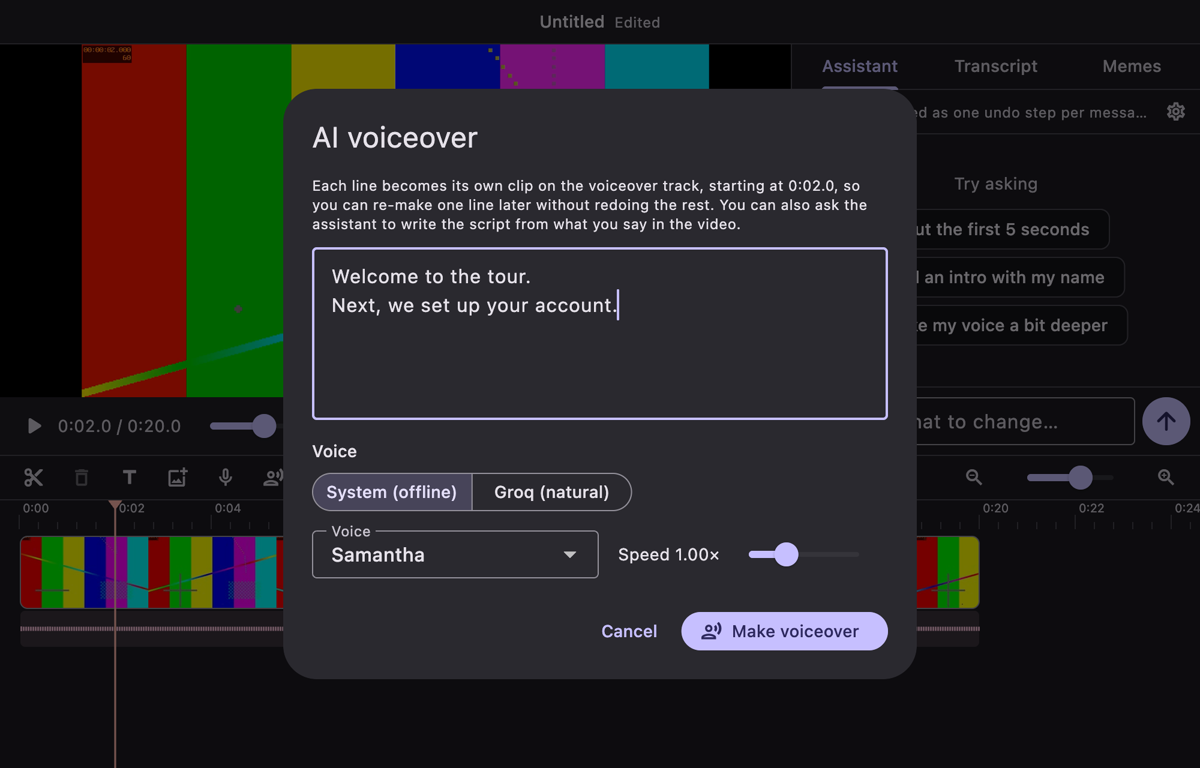 Untitled Edited
00:00:02.000
60
Assistant Transcript Memes
ed as one undo step per messa...
AI voiceover
Each line becomes its own clip on the voiceover track, starting at 0:02.0, so
you can re-make one line later without redoing the rest. You can also ask the
assistant to write the script from what you say in the video.
Try asking
ut the first 5 seconds
an intro with my name
my voice a bit deeper
Welcome to the tour.
Next, we set up your account.
0:02.0 / 0:20.0
at to change...
Voice
System (offline) Groq (natural)
0:00 0:02 0:04 0:20 0:22 0:24
Voice
Samantha
Speed 1.00×
Cancel Make voiceover